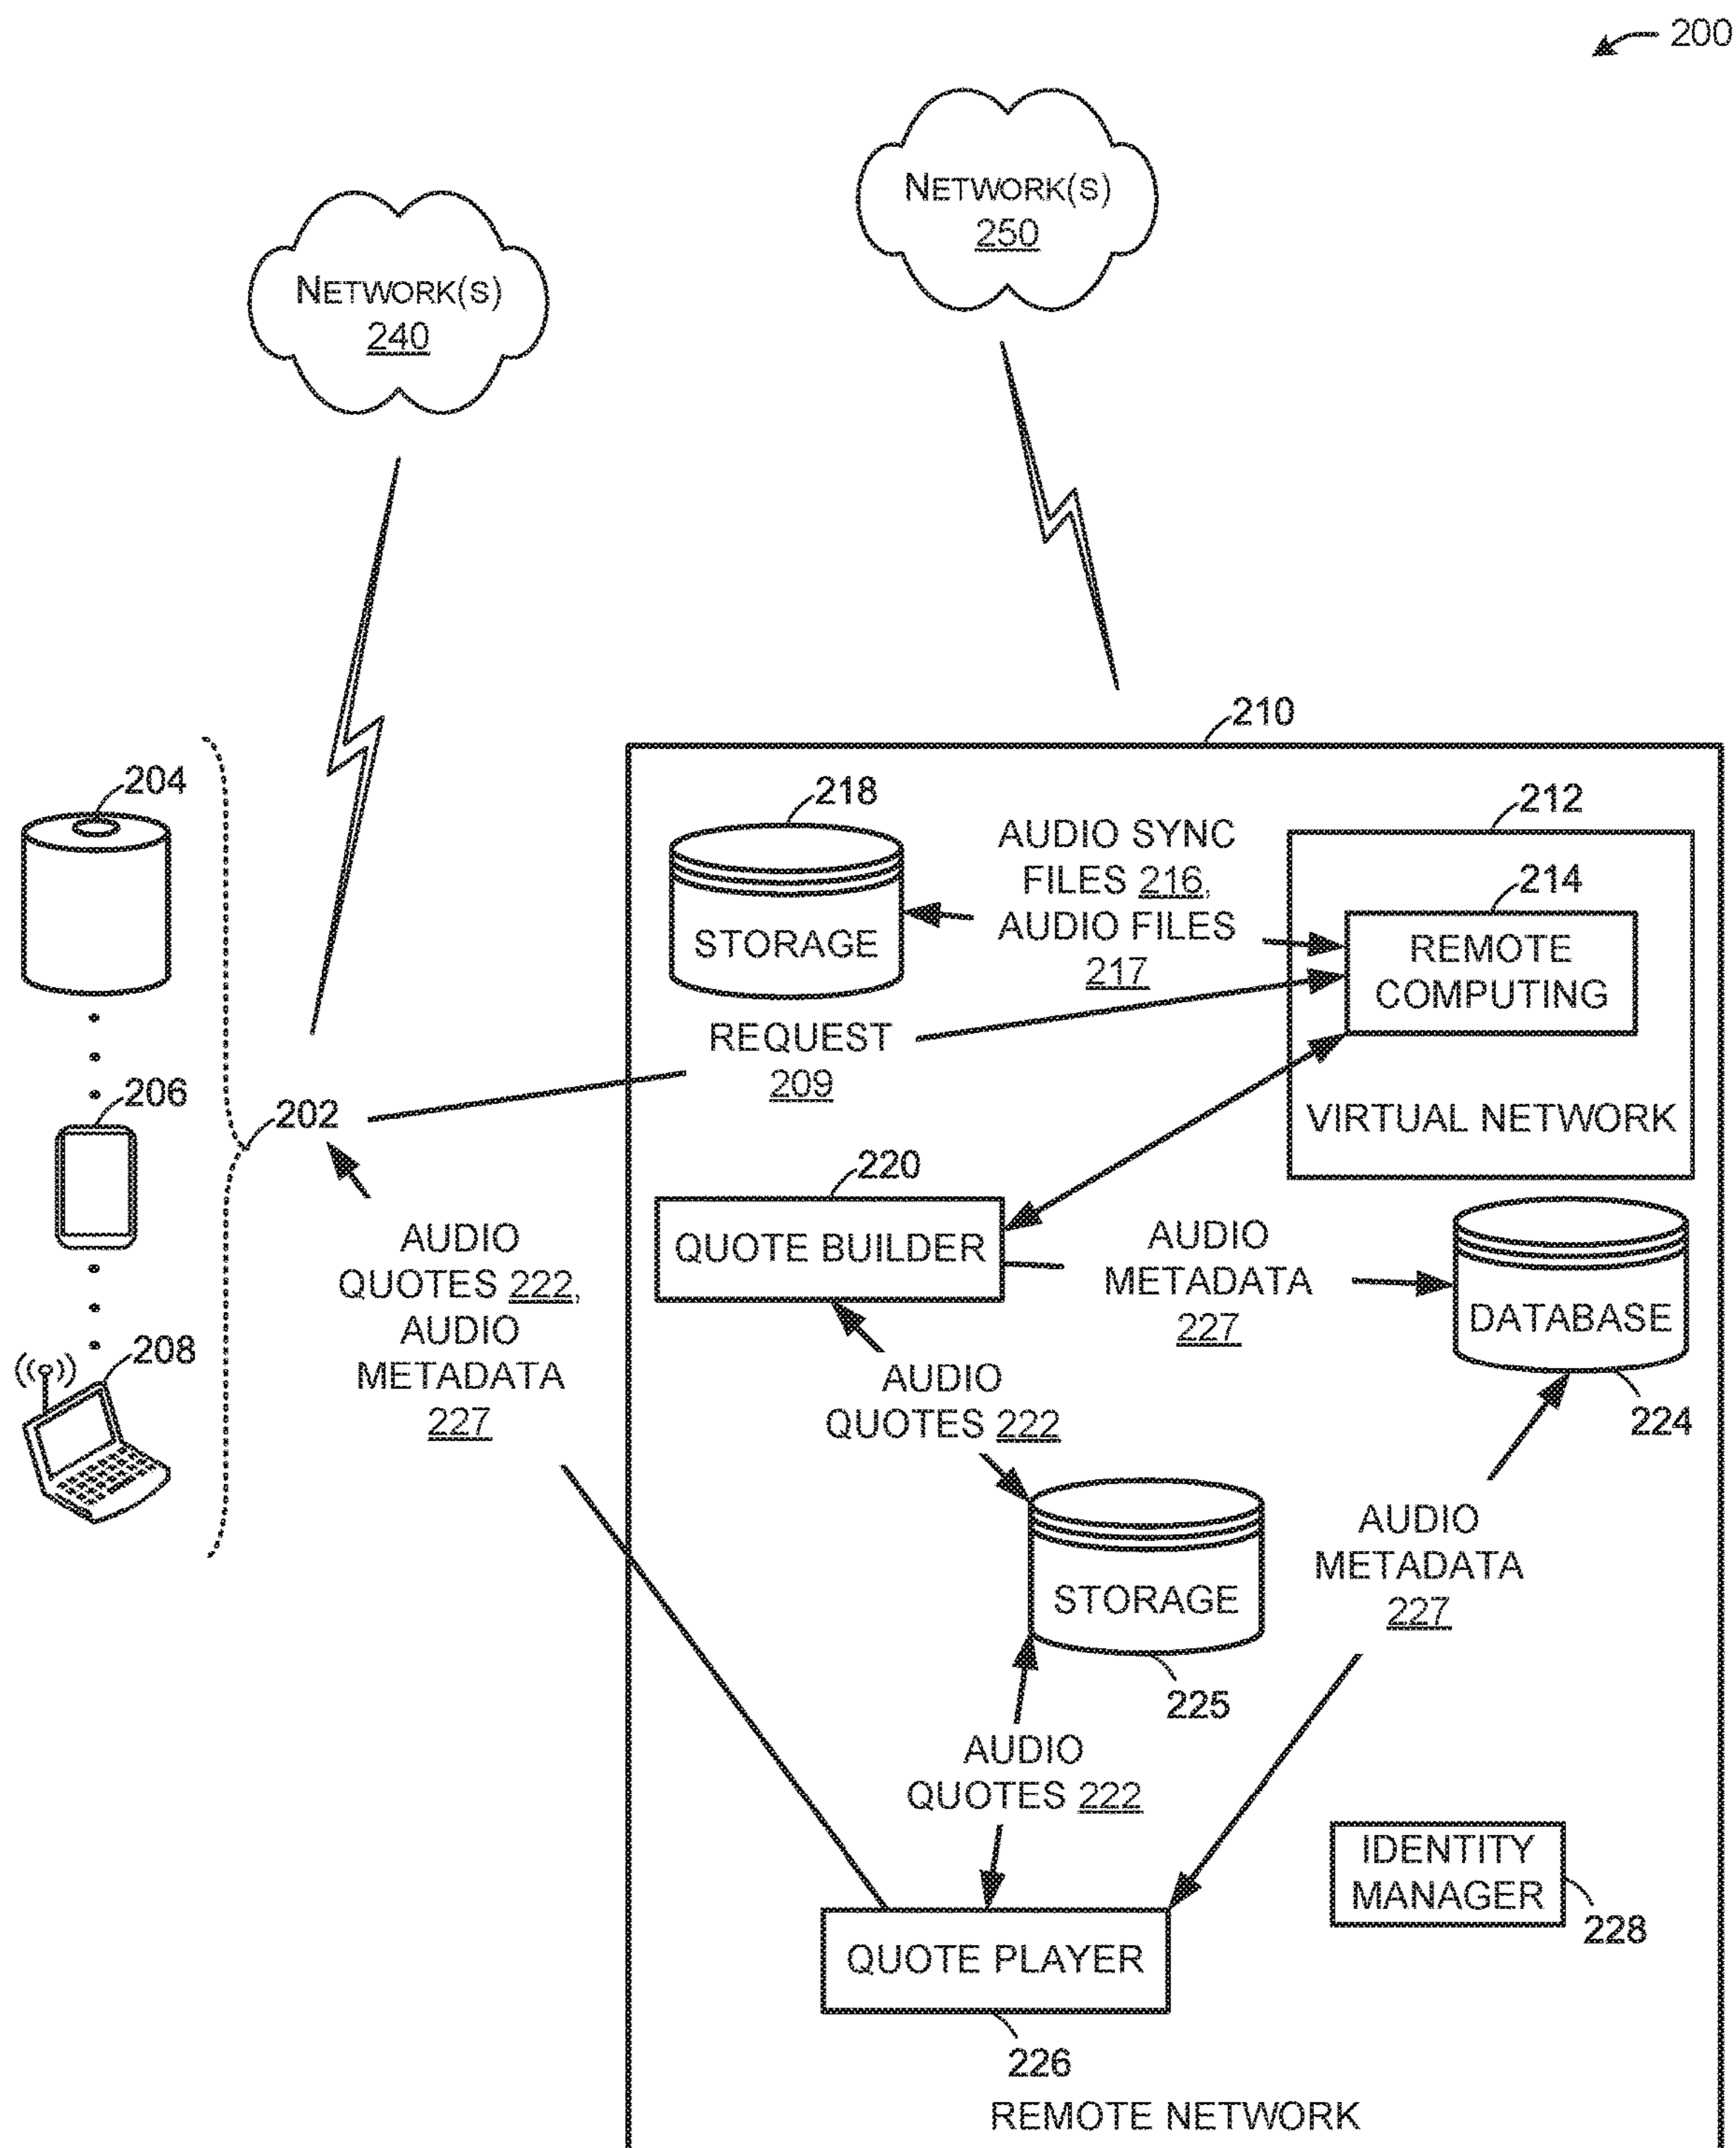 200
NETWORK(S)
250
NETWORK(S)
240
210
204
218
212
AUDIO SYNC
FILES 216,
AUDIO FILES
217
214
STORAGE
REMOTE
COMPUTING
REQUEST
209
206
202
VIRTUAL NETWORK
220
QUOTE BUILDER
AUDIO
METADATA
227
AUDIO
QUOTES 222,
AUDIO
METADATA
227
DATABASE
208
224
AUDIO
QUOTES 222
STORAGE
225
AUDIO
METADATA
227
AUDIO
QUOTES 222
IDENTITY
MANAGER
228
QUOTE PLAYER
226
REMOTE NETWORK